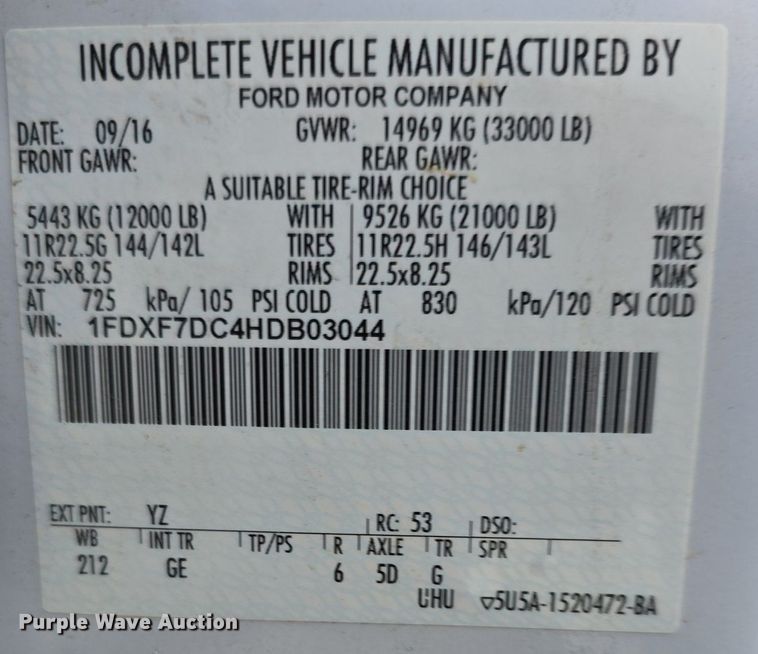 INCOMPLETE VEHICLE MANUFACTURED BY
FORD MOTOR COMPANY
DATE: 09/16 GVWR: 14969 KG (33000 LB)
FRONT GAWR: REAR GAWR:
A SUITABLE TIRE-RIM CHOICE
5443 KG (12000 LB) WITH 9526 KG (21000 LB) WITH
11R22.5G 144/142L TIRES 11R22.5H 146/143L TIRES
22.5x8.25 RIMS 22.5x8.25 RIMS
AT 725 kPa/ 105 PSI COLD AT 830 kPa/120 PSI COLD
VIN: 1FDXF7DC4HDB03044
EXT PNT: YZ RC: 53 DSO:
WB INT TR TP/PS R AXLE TR SPR
212 GE 6 5D G
UHU ▽5U5A-1520472-BA
Purple Wave Auction